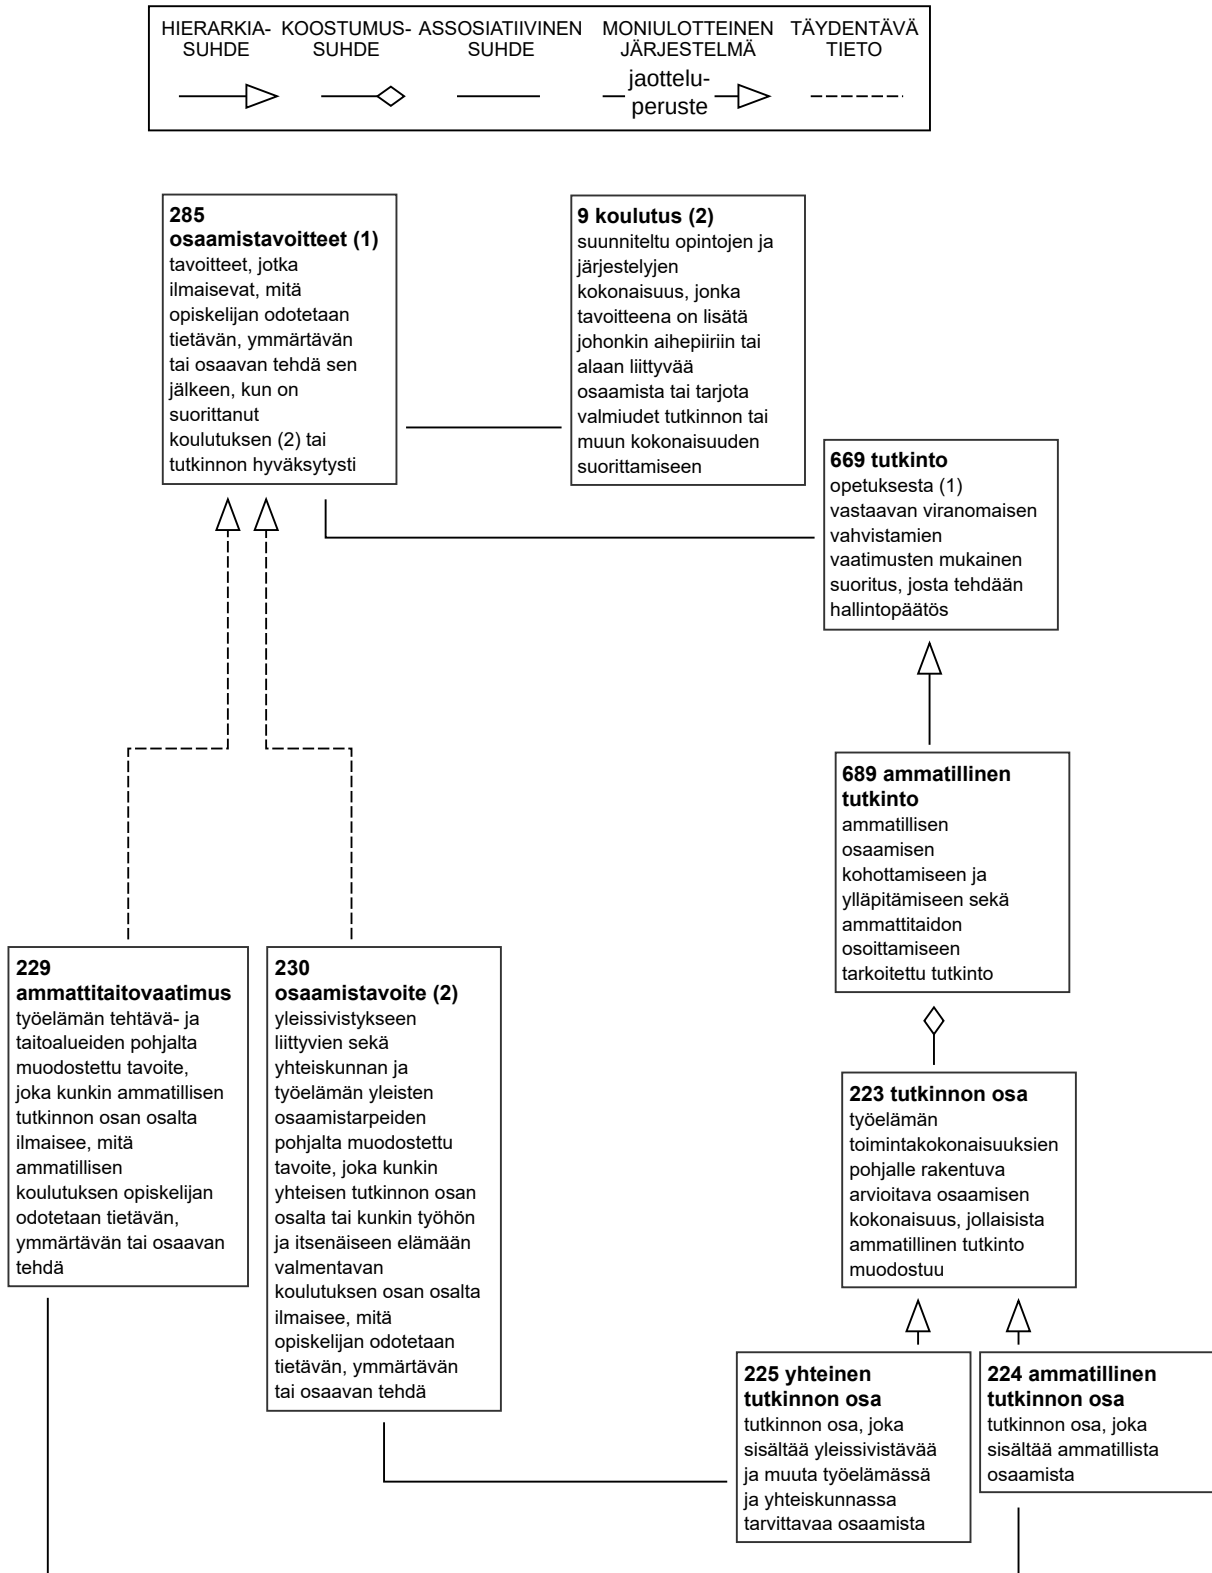 HIERARKIA-
SUHDE
KOOSTUMUS-
SUHDE
ASSOSIATIIVINEN
SUHDE
MONIULOTTEINEN
JÄRJESTELMÄ
jaottelu-
peruste
TÄYDENTÄVÄ
TIETO
285
osaamistavoitteet (1)
tavoitteet, jotka
ilmaisevat, mitä
opiskelijan odotetaan
tietävän, ymmärtävän
tai osaavan tehdä sen
jälkeen, kun on
suorittanut
koulutuksen (2) tai
tutkinnon hyväksytysti
9 koulutus (2)
suunniteltu opintojen ja
järjestelyjen
kokonaisuus, jonka
tavoitteena on lisätä
johonkin aihepiiriin tai
alaan liittyvää
osaamista tai tarjota
valmiudet tutkinnon tai
muun kokonaisuuden
suorittamiseen
669 tutkinto
opetuksesta (1)
vastaavan viranomaisen
vahvistamien
vaatimusten mukainen
suoritus, josta tehdään
hallintopäätös
689 ammatillinen
tutkinto
ammatillisen
osaamisen
kohottamiseen ja
ylläpitämiseen sekä
ammattitaidon
osoittamiseen
tarkoitettu tutkinto
229
ammattitaitovaatimus
työelämän tehtävä- ja
taitoalueiden pohjalta
muodostettu tavoite,
joka kunkin ammatillisen
tutkinnon osan osalta
ilmaisee, mitä
ammatillisen
koulutuksen opiskelijan
odotetaan tietävän,
ymmärtävän tai osaavan
tehdä
230
osaamistavoite (2)
yleissivistykseen
liittyvien sekä
yhteiskunnan ja
työelämän yleisten
osaamistarpeiden
pohjalta muodostettu
tavoite, joka kunkin
yhteisen tutkinnon osan
osalta tai kunkin työhön
ja itsenäiseen elämään
valmentavan
koulutuksen osan osalta
ilmaisee, mitä
opiskelijan odotetaan
tietävän, ymmärtävän
tai osaavan tehdä
223 tutkinnon osa
työelämän
toimintakokonaisuuksien
pohjalle rakentuva
arvioitava osaamisen
kokonaisuus, jollaisista
ammatillinen tutkinto
muodostuu
225 yhteinen
tutkinnon osa
tutkinnon osa, joka
sisältää yleissivistävää
ja muuta työelämässä
ja yhteiskunnassa
tarvittavaa osaamista
224 ammatillinen
tutkinnon osa
tutkinnon osa, joka
sisältää ammatillista
osaamista